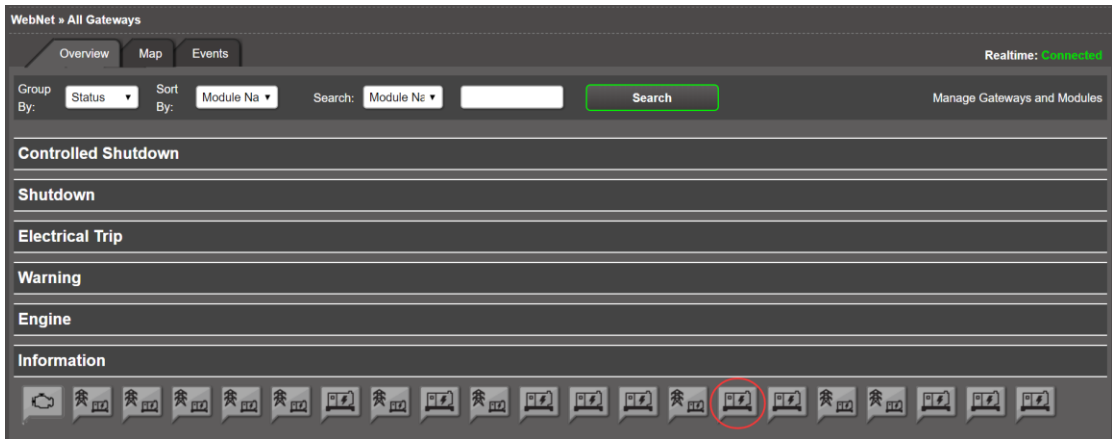 WebNet » All Gateways
Overview Map Events Realtime: Connected
Group By: Status Sort By: Module Na Search: Module Na Search Manage Gateways and Modules
Controlled Shutdown
Shutdown
Electrical Trip
Warning
Engine
Information